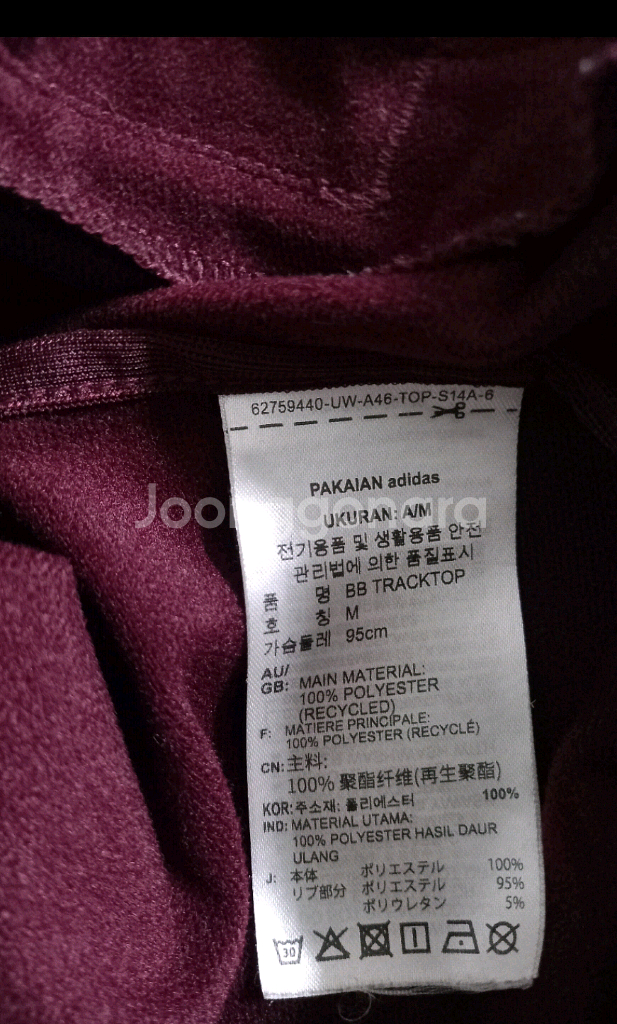 62759440-UW-A46-TOP-S14A-6
PAKAIAN adidas
Joonggonara
UKURAN: A/M
전기용품 및 생활용품 안전
관리법에 의한 품질표시
품 명 BB TRACKTOP
호 칭 M
가슴둘레 95cm
AU/
GB: MAIN MATERIAL:
100% POLYESTER
(RECYCLED)
F: MATIERE PRINCIPALE:
100% POLYESTER (RECYCLÉ)
CN: 主料:
100% 聚酯纤维(再生聚酯)
KOR: 주소재: 폴리에스터 100%
IND: MATERIAL UTAMA:
100% POLYESTER HASIL DAUR
ULANG
J: 本体 ポリエステル 100%
リブ部分 ポリエステル 95%
ポリウレタン 5%
30